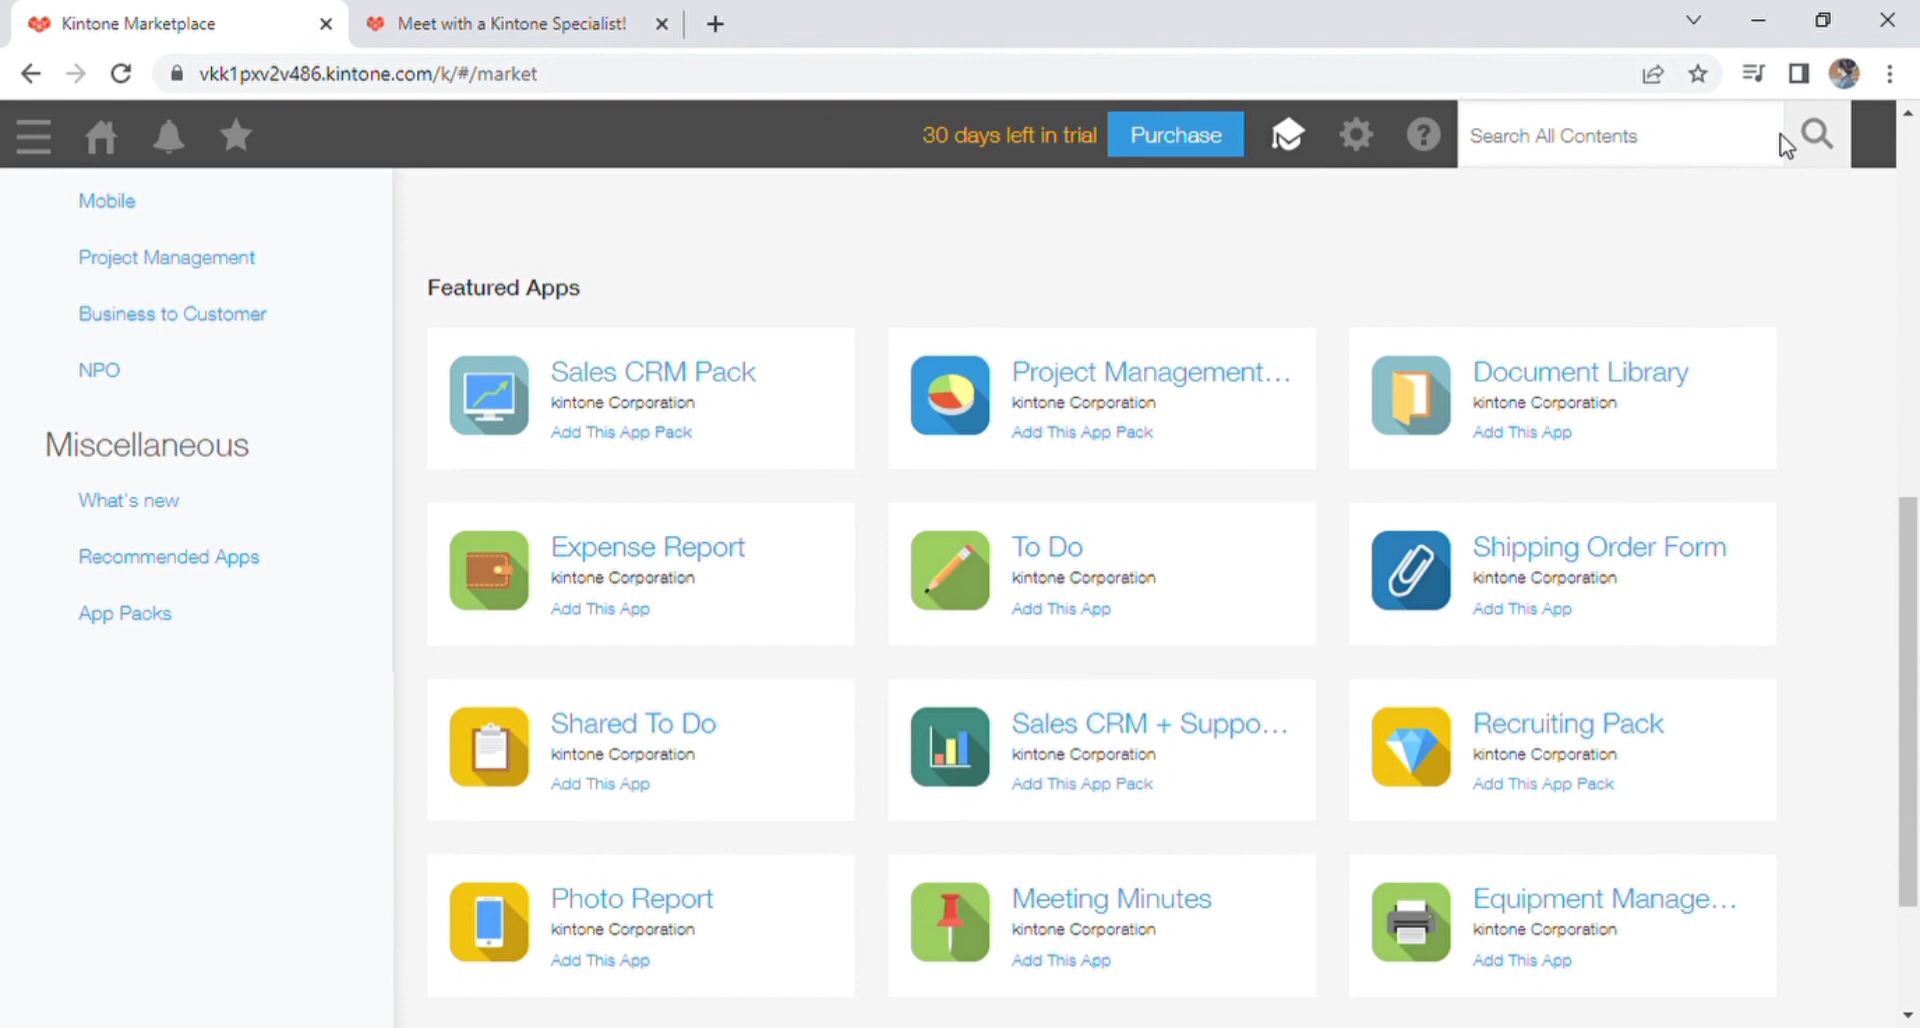 Kintone Marketplace
Meet with a Kintone Specialist!
vkk1pxv2v486.kintone.com/k/#/market
30 days left in trial
Purchase
Search All Contents
Mobile
Project Management
Business to Customer
NPO
Miscellaneous
What's new
Recommended Apps
App Packs
Featured Apps
Sales CRM Pack
kintone Corporation
Add This App Pack
Project Management...
kintone Corporation
Add This App Pack
Document Library
kintone Corporation
Add This App
Expense Report
kintone Corporation
Add This App
To Do
kintone Corporation
Add This App
Shipping Order Form
kintone Corporation
Add This App
Shared To Do
kintone Corporation
Add This App
Sales CRM + Suppo...
kintone Corporation
Add This App Pack
Recruiting Pack
kintone Corporation
Add This App Pack
Photo Report
kintone Corporation
Add This App
Meeting Minutes
kintone Corporation
Add This App
Equipment Manage...
kintone Corporation
Add This App